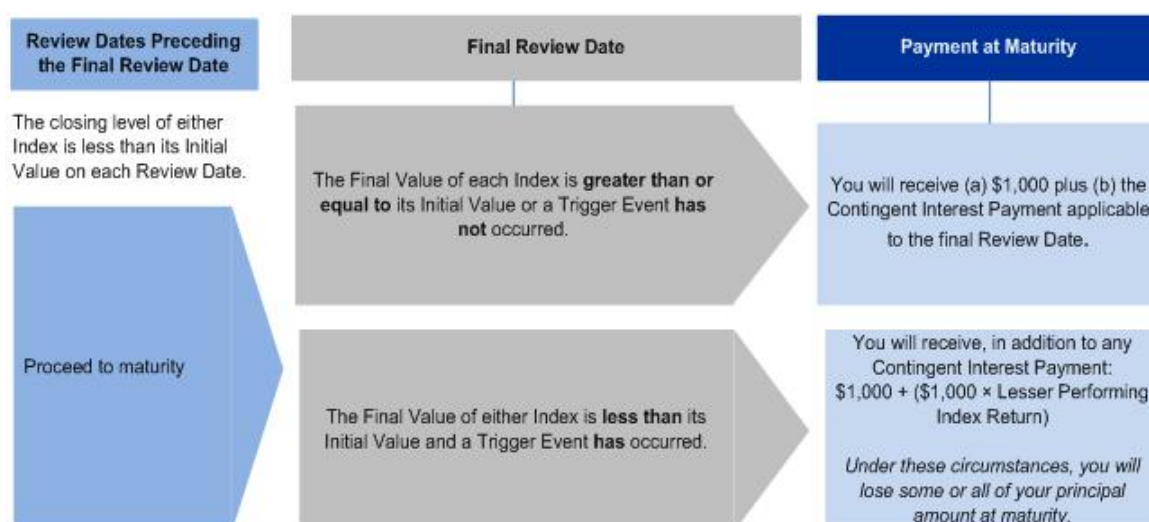 Review Dates Preceding
the Final Review Date
Final Review Date
Payment at Maturity
The closing level of either
Index is less than its Initial
Value on each Review Date.
Proceed to maturity
The Final Value of each Index is greater than or
equal to its Initial Value or a Trigger Event has
not occurred.
You will receive (a) $1,000 plus (b) the
Contingent Interest Payment applicable
to the final Review Date.
The Final Value of either Index is less than its
Initial Value and a Trigger Event has occurred.
You will receive, in addition to any
Contingent Interest Payment:
$1,000 + ($1,000 × Lesser Performing
Index Return)
Under these circumstances, you will
lose some or all of your principal
amount at maturity.